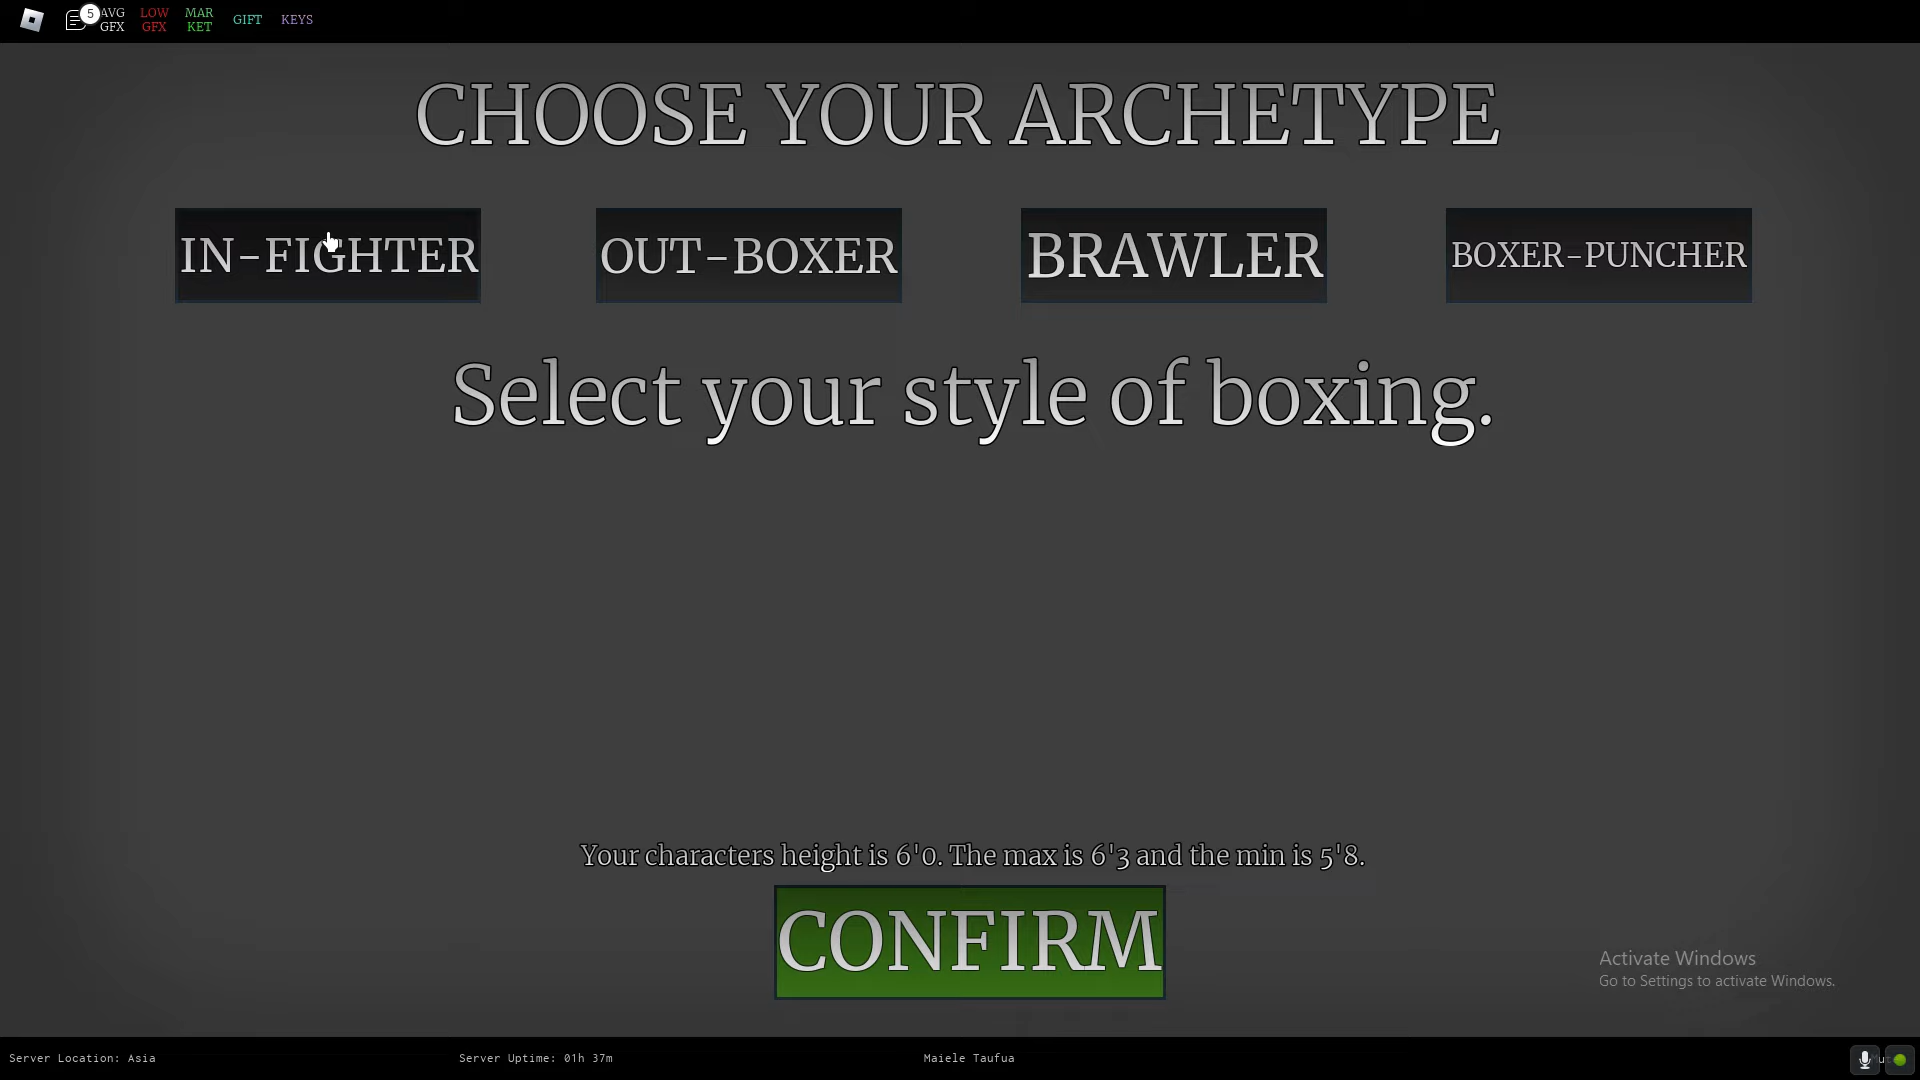 5
AVG GFX
LOW GFX
MAR KET
GIFT
KEYS
CHOOSE YOUR ARCHETYPE
IN-FIGHTER
OUT-BOXER
BRAWLER
BOXER-PUNCHER
Select your style of boxing.
Your characters height is 6'0. The max is 6'3 and the min is 5'8.
CONFIRM
Activate Windows
Go to Settings to activate Windows.
Server Location: Asia
Server Uptime: 01h 37m
Maiele Taufua